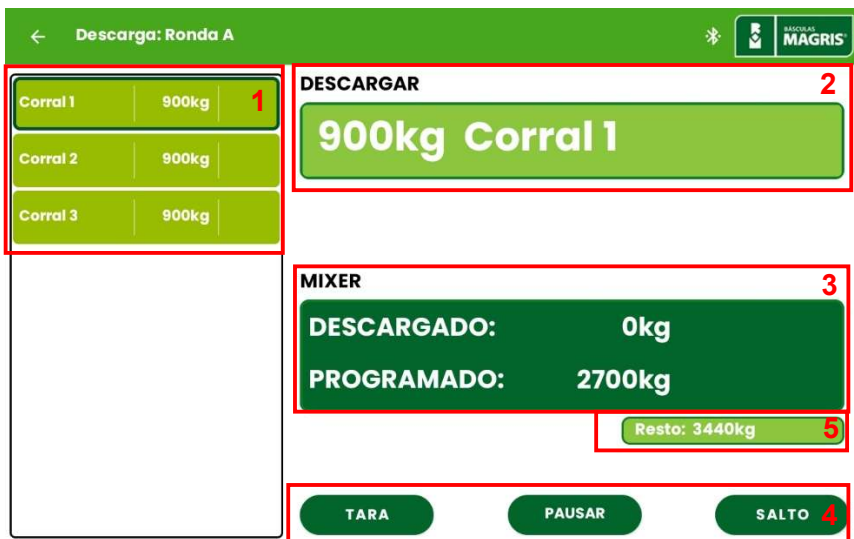 Descarga: Ronda A
BÁSCULAS
MAGRIS
Corral 1 900kg 1
Corral 2 900kg
Corral 3 900kg
DESCARGAR 2
900kg Corral 1
MIXER 3
DESCARGADO: 0kg
PROGRAMADO: 2700kg
Resto: 3440kg 5
TARA PAUSAR SALTO 4